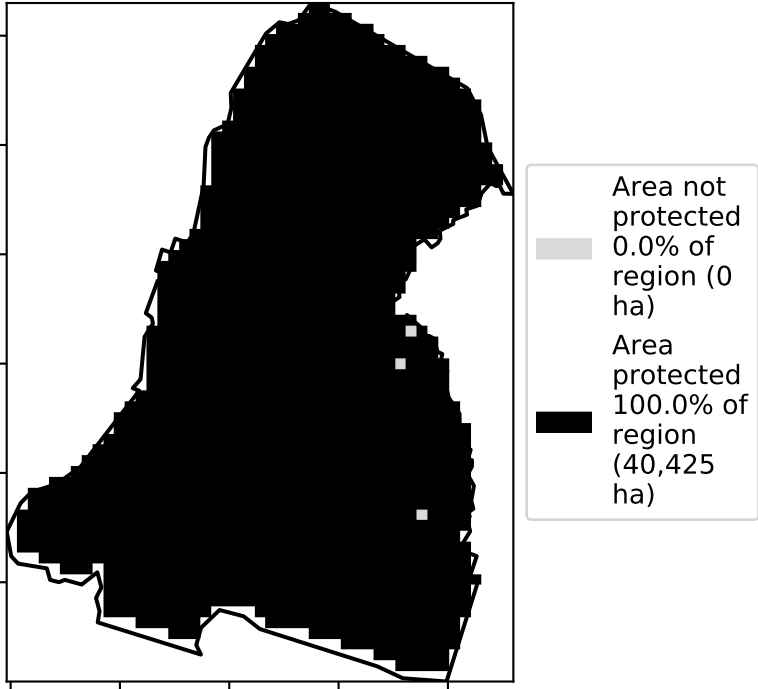 Area not
protected
0.0% of
region (0
ha)
Area
protected
100.0% of
region
(40,425
ha)